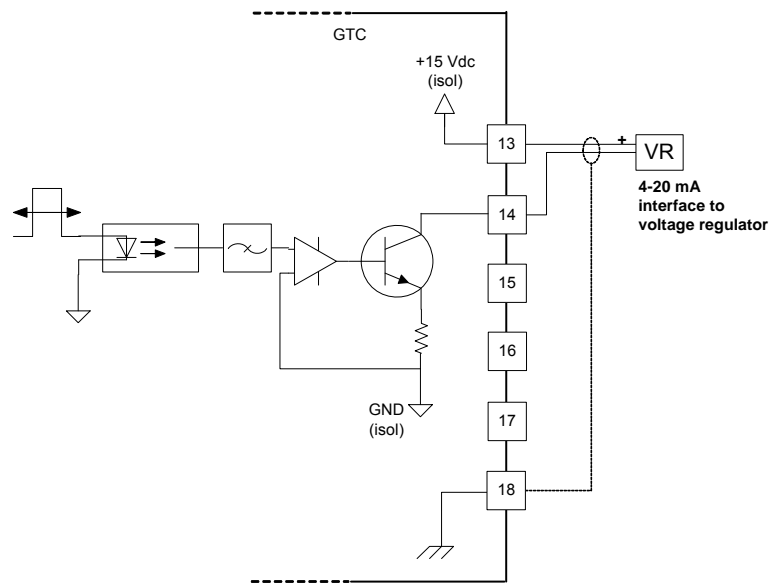 GTC
+15 Vdc
(isol)
13
+
VR
4-20 mA
interface to
voltage regulator
14
15
16
17
GND
(isol)
18